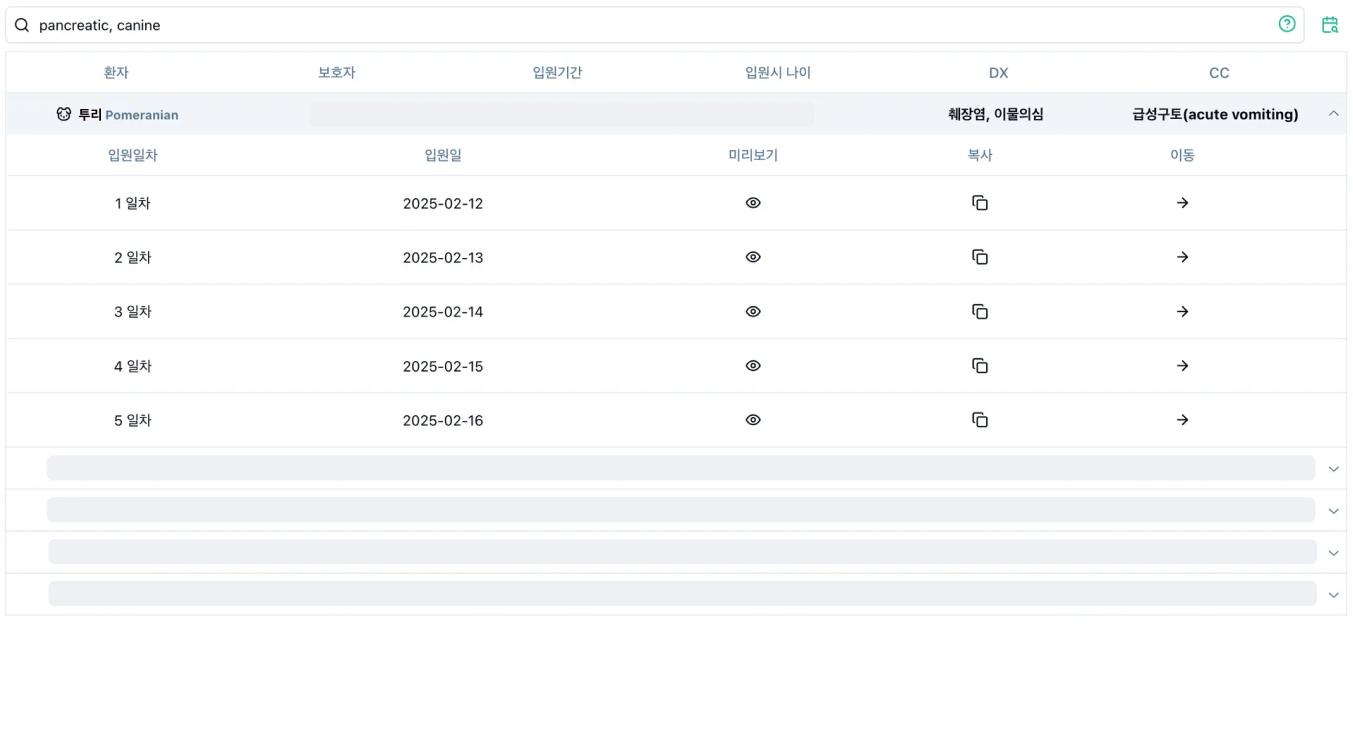 pancreatic, canine
환자 보호자 입원기간 입원시 나이 DX CC
투리 Pomeranian 췌장염, 이물의심 급성구토(acute vomiting)
입원일차 입원일 미리보기 복사 이동
1 일차 2025-02-12
2 일차 2025-02-13
3 일차 2025-02-14
4 일차 2025-02-15
5 일차 2025-02-16